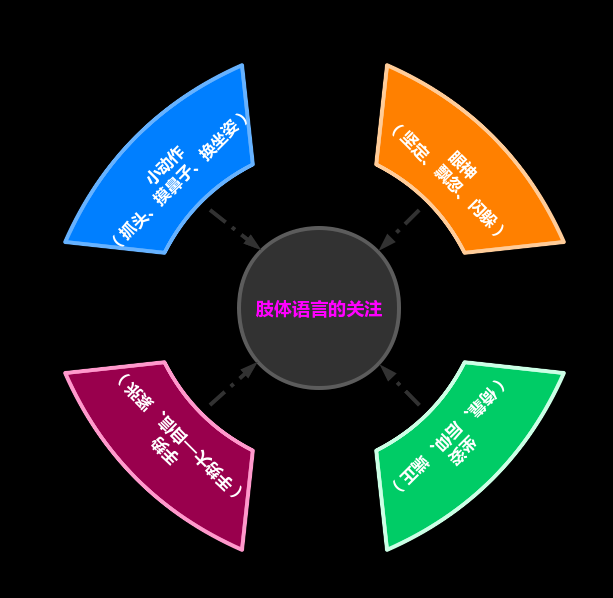 小动作
（抓头、摸鼻子、换坐姿）
眼神
（坚定、飘忽、闪躲）
肢体语言的关注
手势
（手势大—自信、紧张）
坐姿
（倚靠、后仰、端正）